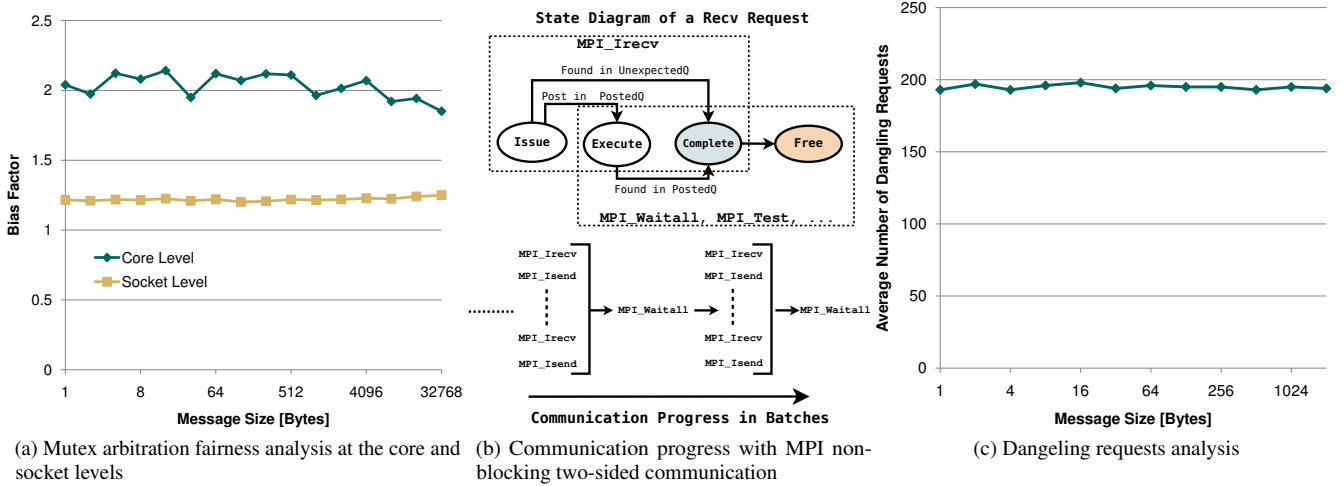 2.5
2
1.5
1
0.5
0
Bias Factor
Core Level
Socket Level
1 8 64 512 4096 32768
Message Size [Bytes]
(a) Mutex arbitration fairness analysis at the core and
socket levels
State Diagram of a Recv Request
MPI_Irecv
Found in UnexpectedQ
Post in PostedQ
Issue
Execute
Complete
Free
Found in PostedQ
MPI_Waitall, MPI_Test, ...
MPI_Irecv
MPI_Isend
MPI_Irecv
MPI_Isend
MPI_Waitall
MPI_Irecv
MPI_Isend
MPI_Irecv
MPI_Isend
MPI_Waitall
Communication Progress in Batches
(b) Communication progress with MPI non-
blocking two-sided communication
250
200
150
100
50
0
Average Number of Dangling Requests
1 4 16 64 256 1024
Message Size [Bytes]
(c) Dangeling requests analysis